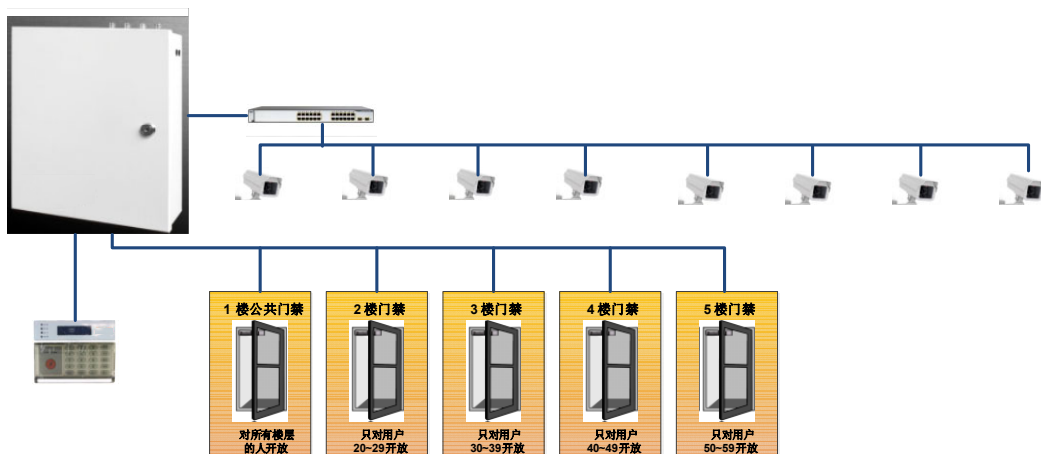 1 楼公共门禁
2 楼门禁
3 楼门禁
4 楼门禁
5 楼门禁
对所有楼层
的人开放
只对用户
20~29开放
只对用户
30~39开放
只对用户
40~49开放
只对用户
50~59开放